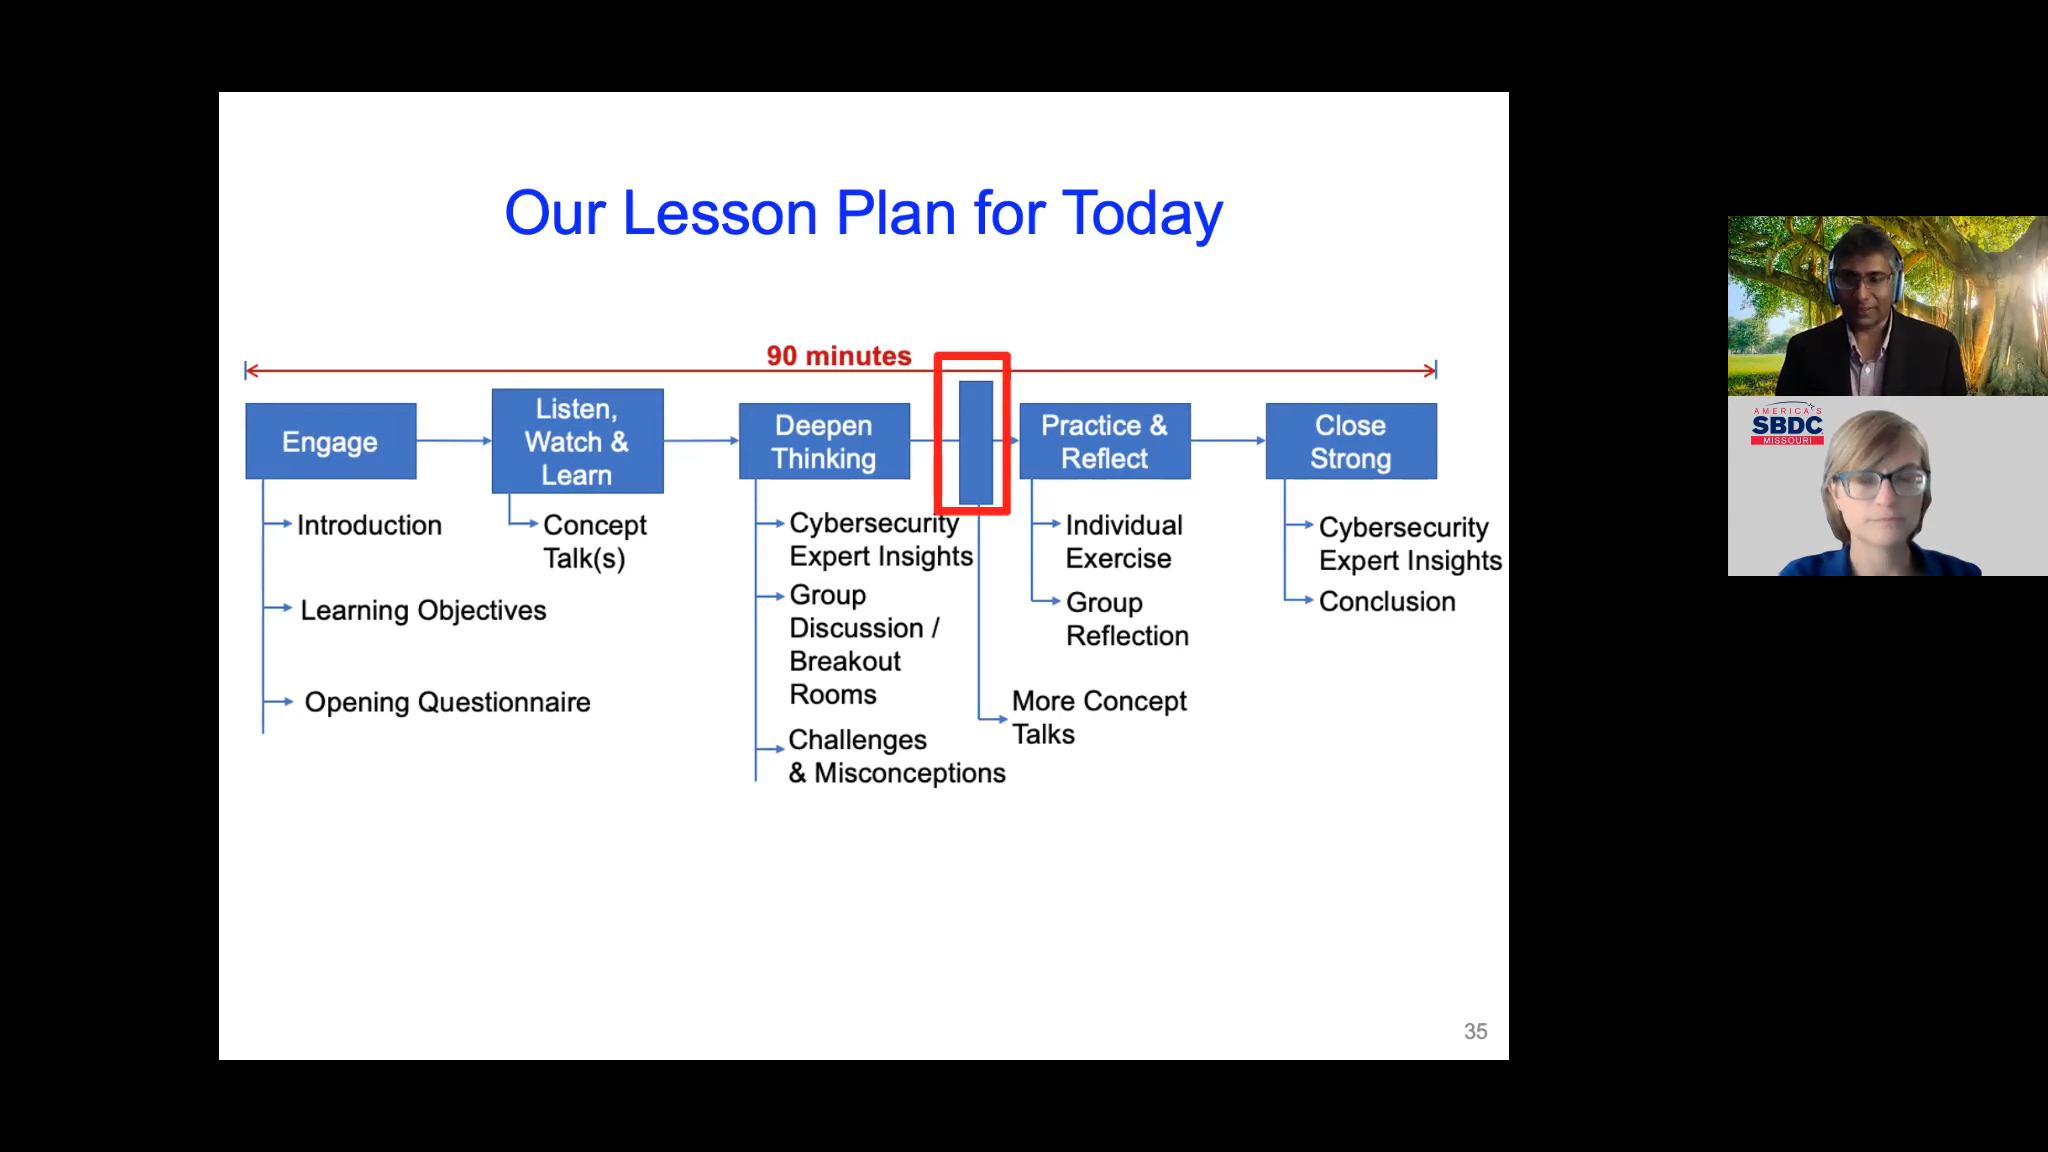 Our Lesson Plan for Today
90 minutes
Engage
Introduction
Learning Objectives
Opening Questionnaire
Listen,
Watch &
Learn
Concept
Talk(s)
Deepen
Thinking
Cybersecurity
Expert Insights
Group
Discussion /
Breakout
Rooms
Challenges
& Misconceptions
More Concept
Talks
Practice &
Reflect
Individual
Exercise
Group
Reflection
Close
Strong
Cybersecurity
Expert Insights
Conclusion
35
AMERICA'S
SBDC
MISSOURI